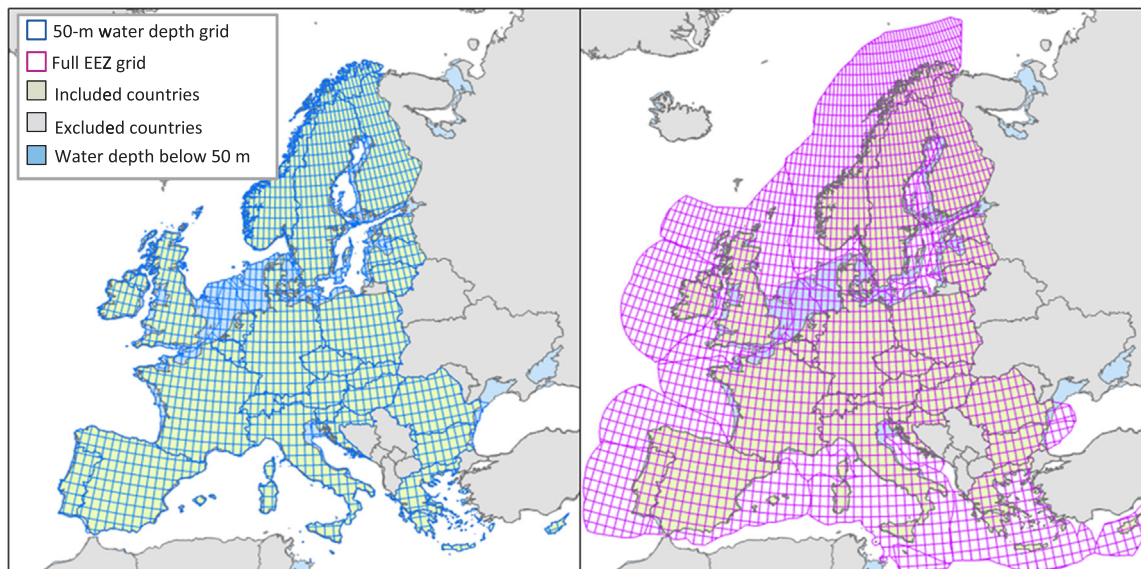 50-m water depth grid
Full EEZ grid
Included countries
Excluded countries
Water depth below 50 m